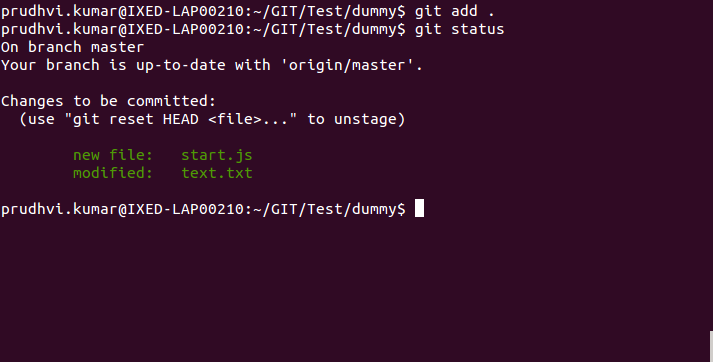 prudhvi.kumar@IXED-LAP00210:~/GIT/Test/dummy$ git add .
prudhvi.kumar@IXED-LAP00210:~/GIT/Test/dummy$ git status
On branch master
Your branch is up-to-date with 'origin/master'.
Changes to be committed:
  (use "git reset HEAD <file>..." to unstage)
        new file:   start.js
        modified:   text.txt
prudhvi.kumar@IXED-LAP00210:~/GIT/Test/dummy$